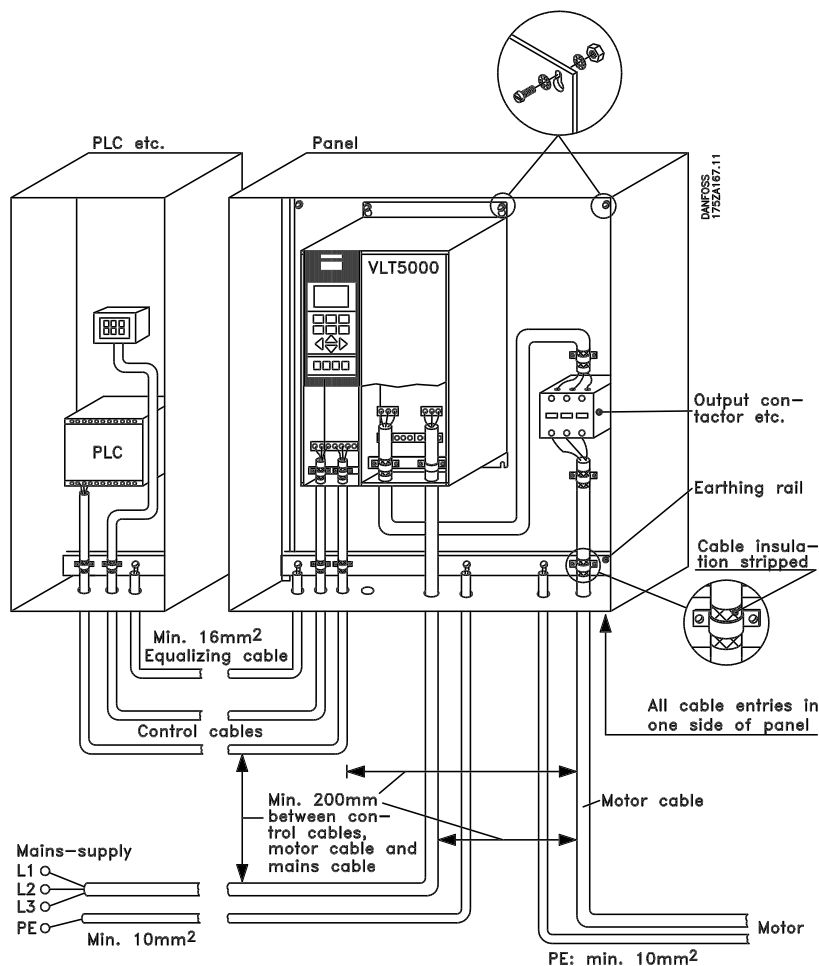 PLC etc.
Panel
DANFOSS
175ZA167.11
VLT5000
PLC
Output con-
tactor etc.
Earthing rail
Cable insula-
tion stripped
Min. 16mm2
Equalizing cable
All cable entries in
one side of panel
Control cables
Min. 200mm
between con-
trol cables,
motor cable and
mains cable
Motor cable
Mains-supply
L1
L2
L3
PE
Min. 10mm2
Motor
PE: min. 10mm2